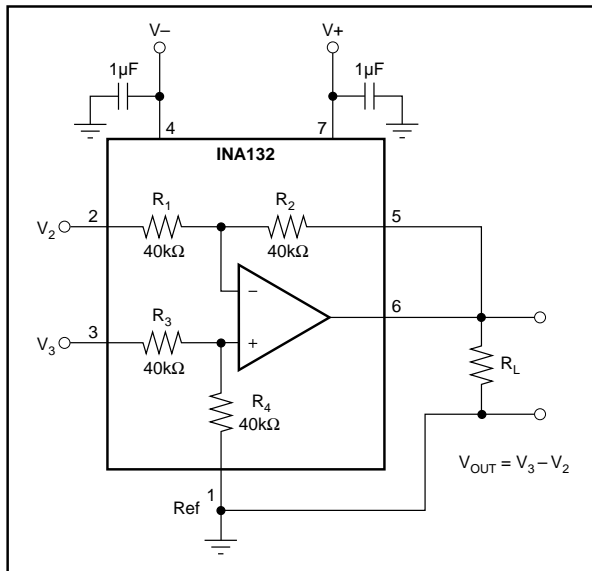 V– V+
1µF 1µF
4 7
INA132
R1 R2
2 5
V2
40kΩ 40kΩ
–
6
R3
3 +
V3
40kΩ
RL
R4
40kΩ
VOUT = V3 – V2
1
Ref